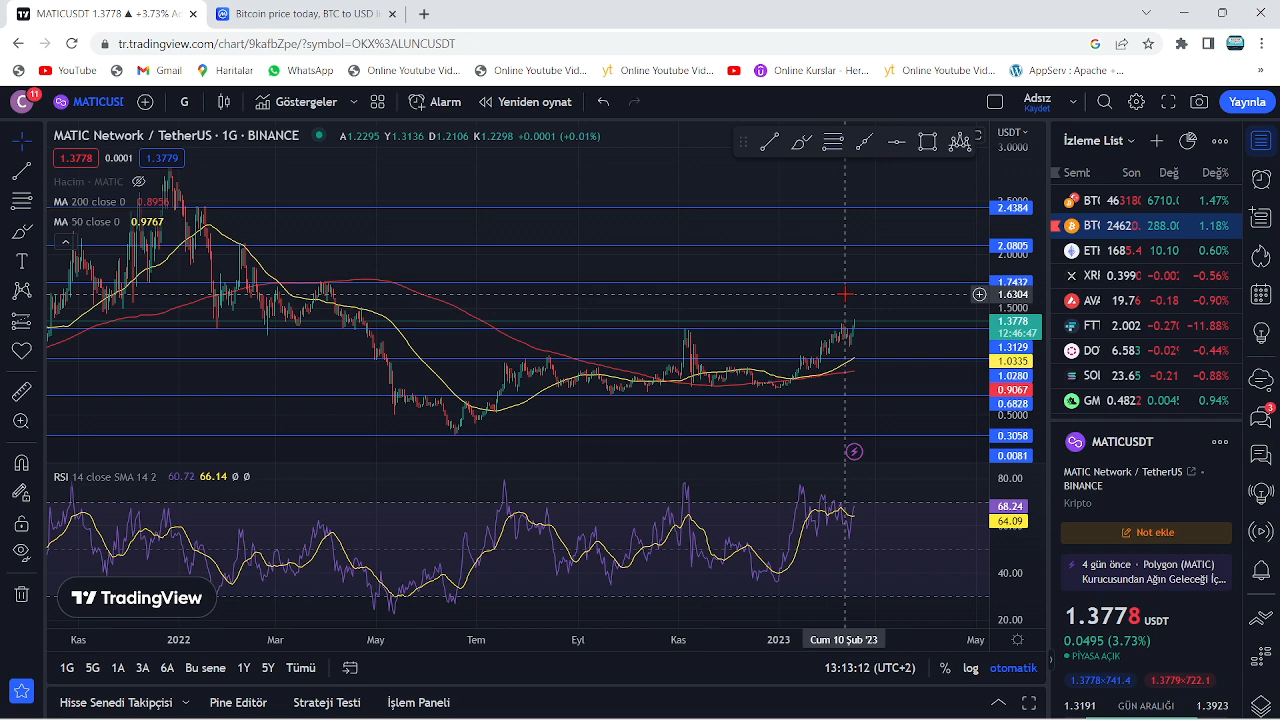 MATICUSDT 1.3778 ▲ +3.73% Ad
Bitcoin price today, BTC to USD li
tr.tradingview.com/chart/9kafbZpe/?symbol=OKX%3ALUNCUSDT
YouTube
Gmail
Haritalar
WhatsApp
Online Youtube Vid...
Online Youtube Vid...
Online Youtube Vid...
Online Kurslar - Her...
Online Youtube Vid...
AppServ : Apache +...
C 11
MATICUSI
G
Göstergeler
Alarm
Yeniden oynat
Adsız
Kaydet
Yayınla
MATIC Network / TetherUS · 1G · BINANCE
A1.2295 Y1.3136 D1.2106 K1.2298 +0.0001 (+0.01%)
1.3778 0.0001 1.3779
Hacim · MATIC
MA 200 close 0 0.8956
MA 50 close 0 0.9767
USDT
3.0000
2.4384
2.0805
2.0000
1.7432
1.6304
1.5000
1.3778
12:46:47
1.3129
1.0335
1.0280
0.9067
0.6828
0.5000
0.3058
0.0081
RSI 14 close SMA 14 2 60.72 66.14 Ø Ø
80.00
68.24
64.09
40.00
20.00
TradingView
Kas 2022 Mar May Tem Eyl Kas 2023 Cum 10 Şub '23 May
1G 5G 1A 3A 6A Bu sene 1Y 5Y Tümü
13:13:12 (UTC+2)
% log otomatik
Hisse Senedi Takipçisi
Pine Editör
Strateji Testi
İşlem Paneli
İzleme List
Semt Son Değ Değ%
BTC 46318 6710.0 1.47%
BTC 24620. 288.00 1.18%
ETH 1685.4 10.10 0.60%
XRI 0.399 −0.002 −0.56%
AVA 19.76 −0.18 −0.90%
FTT 2.002 −0.270 −11.88%
DO 6.583 −0.029 −0.44%
SOI 23.65 −0.21 −0.88%
GM 0.4822 0.0045 0.94%
MATICUSDT
MATIC Network / TetherUS
BINANCE
Kripto
Not ekle
4 gün önce · Polygon (MATIC)
Kurucusundan Ağın Geleceği İç...
1.3778 USDT
0.0495 (3.73%)
PİYASA AÇIK
1.3778×741.4 1.3779×722.1
1.3191 GÜN ARALIĞI 1.3923
3